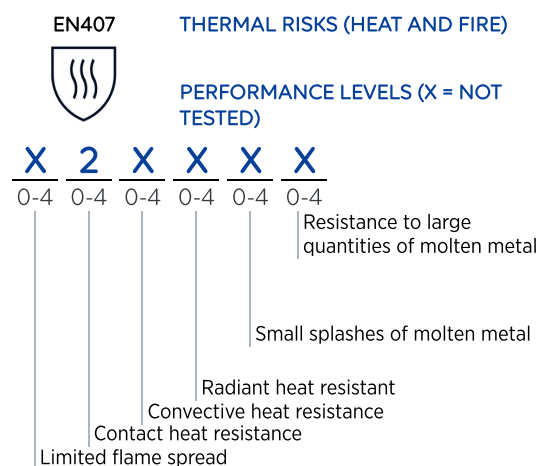 EN407
THERMAL RISKS (HEAT AND FIRE)
PERFORMANCE LEVELS (X = NOT
TESTED)
X 2 X X X X
0-4 0-4 0-4 0-4 0-4 0-4
Resistance to large
quantities of molten metal
Small splashes of molten metal
Radiant heat resistant
Convective heat resistance
Contact heat resistance
Limited flame spread